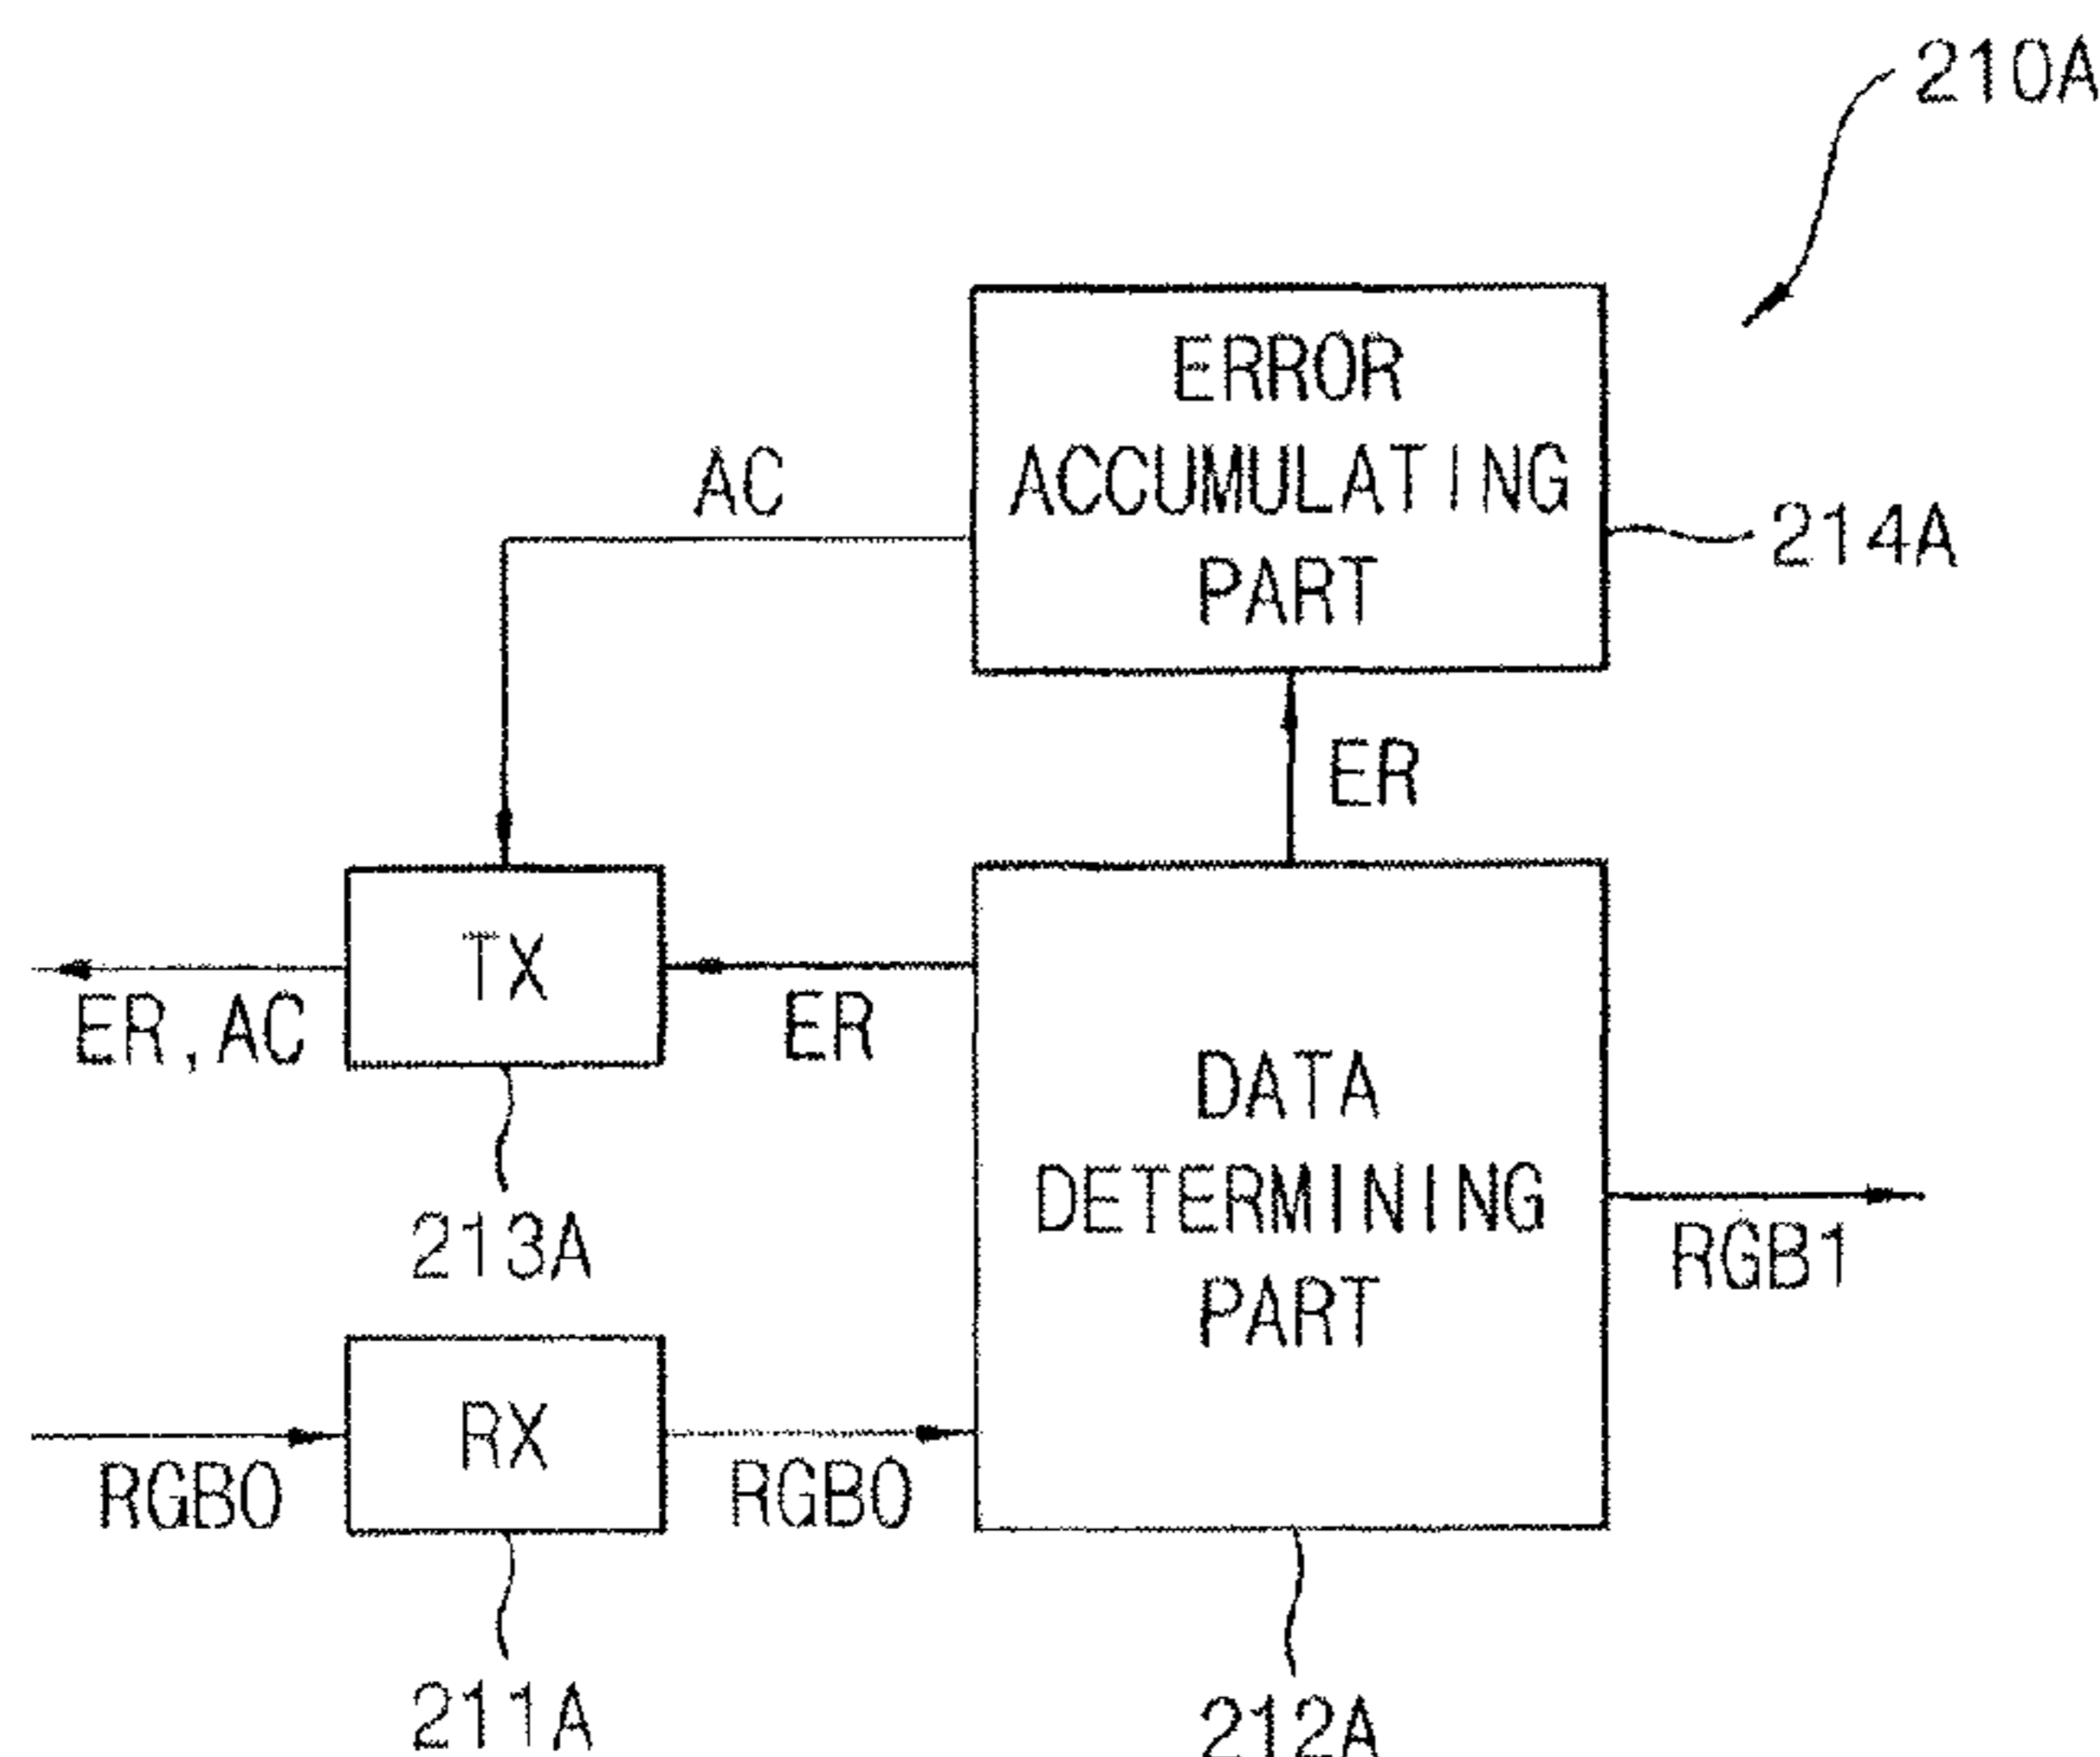 210A
ERROR
ACCUMULATING
PART
214A
AC
ER
TX
ER, AC
ER
213A
DATA
DETERMINING
PART
RGB1
RX
RGB0
RGB0
211A
212A